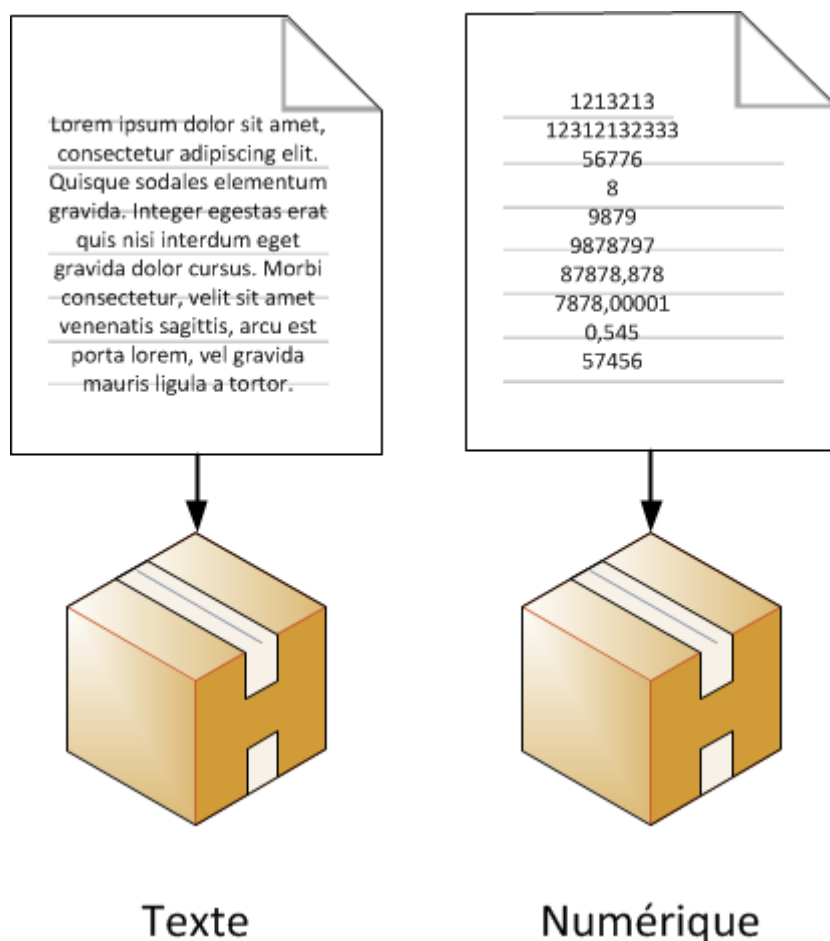 Lorem ipsum dolor sit amet,
consectetur adipiscing elit.
Quisque sodales elementum
gravida. Integer egestas erat
quis nisi interdum eget
gravida dolor cursus. Morbi
consectetur, velit sit amet
venenatis sagittis, arcu est
porta lorem, vel gravida
mauris ligula a tortor.
1213213
12312132333
56776
8
9879
9878797
87878,878
7878,00001
0,545
57456
Texte
Numérique